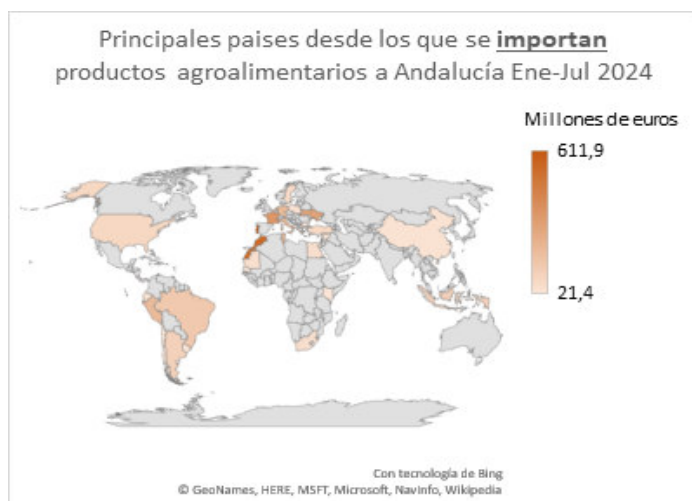 Principales paises desde los que se importan
productos agroalimentarios a Andalucía Ene-Jul 2024
Millones de euros
611,9
21,4
Con tecnología de Bing
© GeoNames, HERE, MSFT, Microsoft, NavInfo, Wikipedia